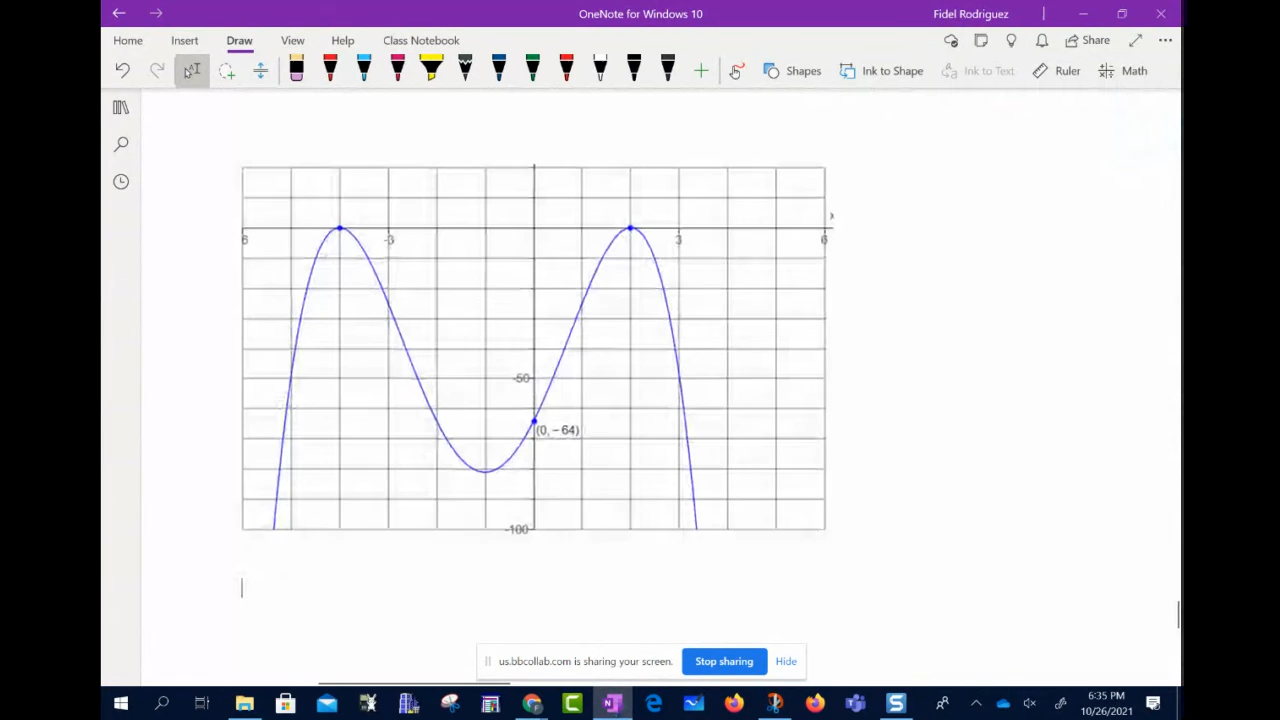 OneNote for Windows 10
Fidel Rodriguez
Home
Insert
Draw
View
Help
Class Notebook
Share
Shapes
Ink to Shape
Ink to Text
Ruler
Math
x
6
-3
3
6
-50
(0, −64)
-100
us.bbcollab.com is sharing your screen.
Stop sharing
Hide
6:35 PM
10/26/2021